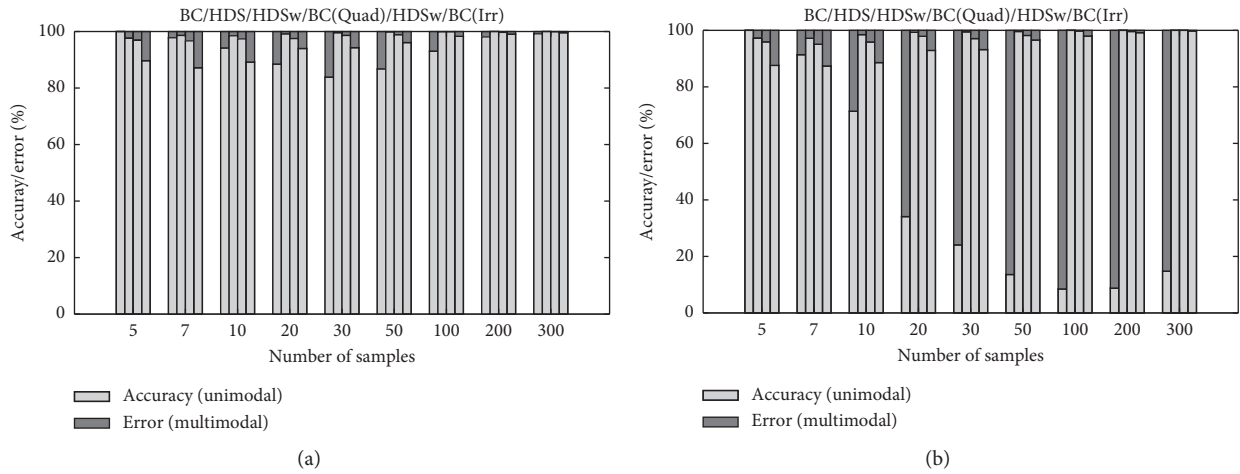 BC/HDS/HDSw/BC(Quad)/HDSw/BC(Irr)
100
80
60
40
20
0
Accuray/error (%)
5 7 10 20 30 50 100 200 300
Number of samples
Accuracy (unimodal)
Error (multimodal)
(a)
BC/HDS/HDSw/BC(Quad)/HDSw/BC(Irr)
100
80
60
40
20
0
Accuray/error (%)
5 7 10 20 30 50 100 200 300
Number of samples
Accuracy (unimodal)
Error (multimodal)
(b)